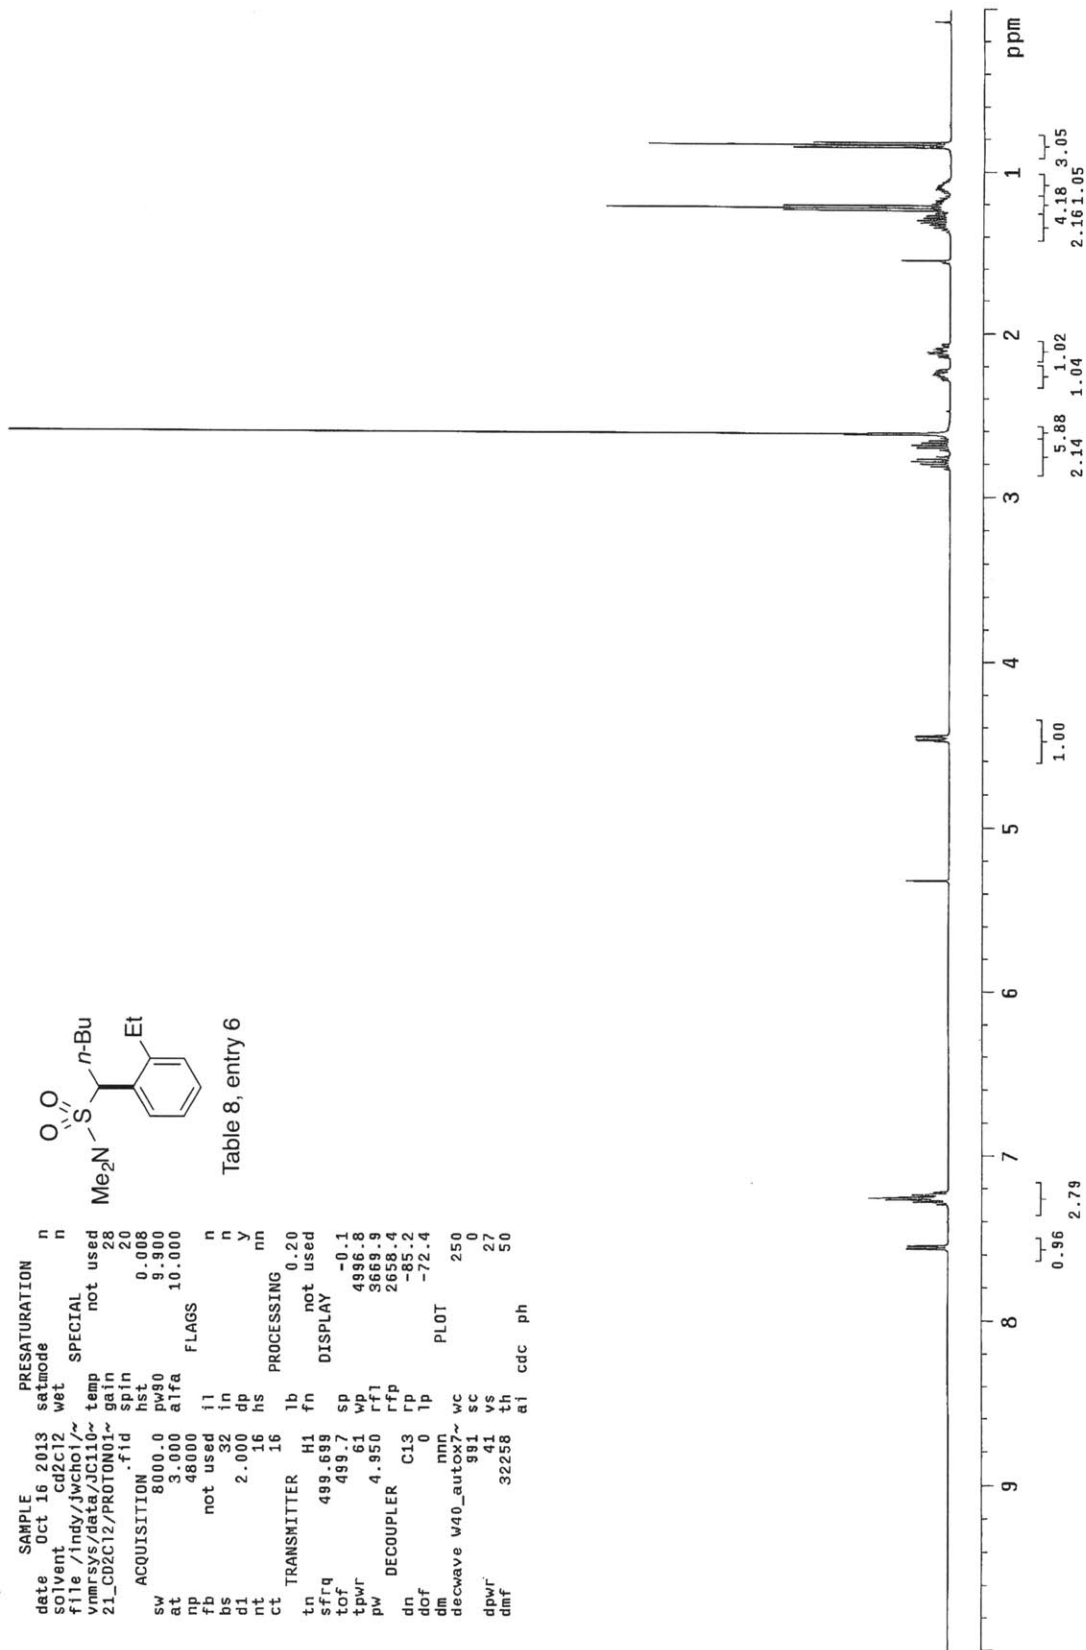 SAMPLE
date Oct 16 2013
solvent cd2cl2
file /indy/jwchoi/~
vnmrsys/data/JC110~
21_CD2Cl2/PROTON01~
.fid
ACQUISITION
sw 8000.0
at 3.000
np 48000
fb not used
bs 32
d1 2.000
nt 16
ct 16
TRANSMITTER
tn H1
sfrq 499.699
tof 499.7
tpwr 61
pw 4.950
DECOUPLER
dn C13
dof 0
dm nnn
decwave W40_autox7~
991
dpwr 41
dmf 32258
PRESATURATION
satmode n
wet n
SPECIAL
temp not used
gain 28
spin 20
hst 0.008
pw90 9.900
alfa 10.000
FLAGS
il n
in n
dp y
hs nn
PROCESSING
lb 0.20
fn not used
DISPLAY
sp -0.1
wp 4996.8
rfl 3669.9
rfp 2658.4
rp -85.2
lp -72.4
PLOT
wc 250
sc 0
vs 27
th 50
ai cdc ph
O O
S
Me2N
n-Bu
Et
Table 8, entry 6
9 8 7 6 5 4 3 2 1 ppm
0.96
2.79
1.00
2.14
5.88
1.04
1.02
2.16
4.18
1.05
3.05